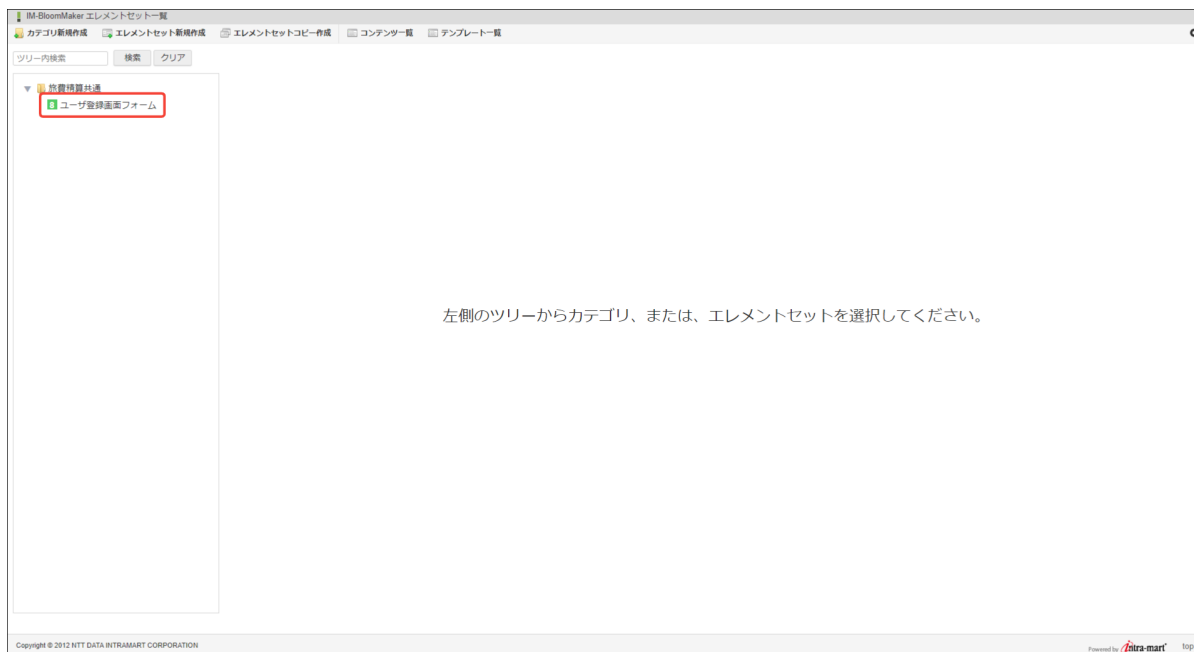 IM-BloomMaker エレメントセット一覧
カテゴリ新規作成 エレメントセット新規作成 エレメントセットコピー作成 コンテンツ一覧 テンプレート一覧
ツリー内検索 検索 クリア
旅費精算共通
8 ユーザ登録画面フォーム
左側のツリーからカテゴリ、または、エレメントセットを選択してください。
Copyright © 2012 NTT DATA INTRAMART CORPORATION
Powered by intra-mart top